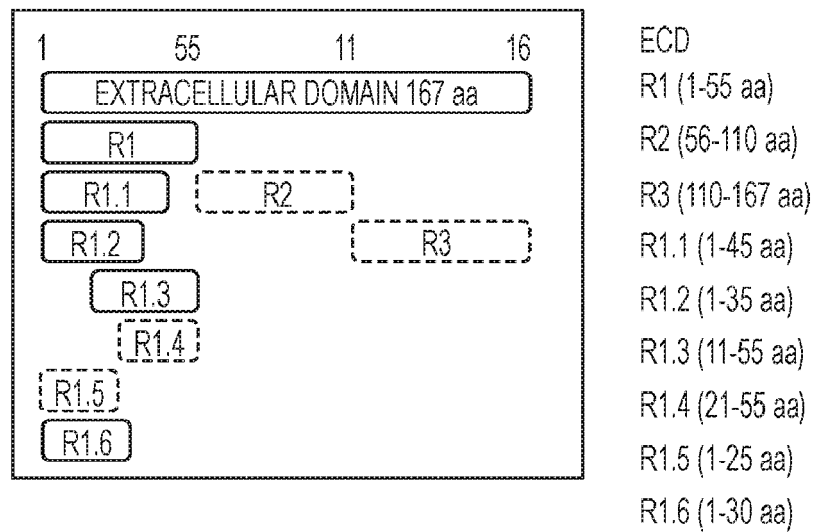 1 55 11 16
EXTRACELLULAR DOMAIN 167 aa
R1
R1.1 R2
R1.2 R3
R1.3
R1.4
R1.5
R1.6
ECD
R1 (1-55 aa)
R2 (56-110 aa)
R3 (110-167 aa)
R1.1 (1-45 aa)
R1.2 (1-35 aa)
R1.3 (11-55 aa)
R1.4 (21-55 aa)
R1.5 (1-25 aa)
R1.6 (1-30 aa)